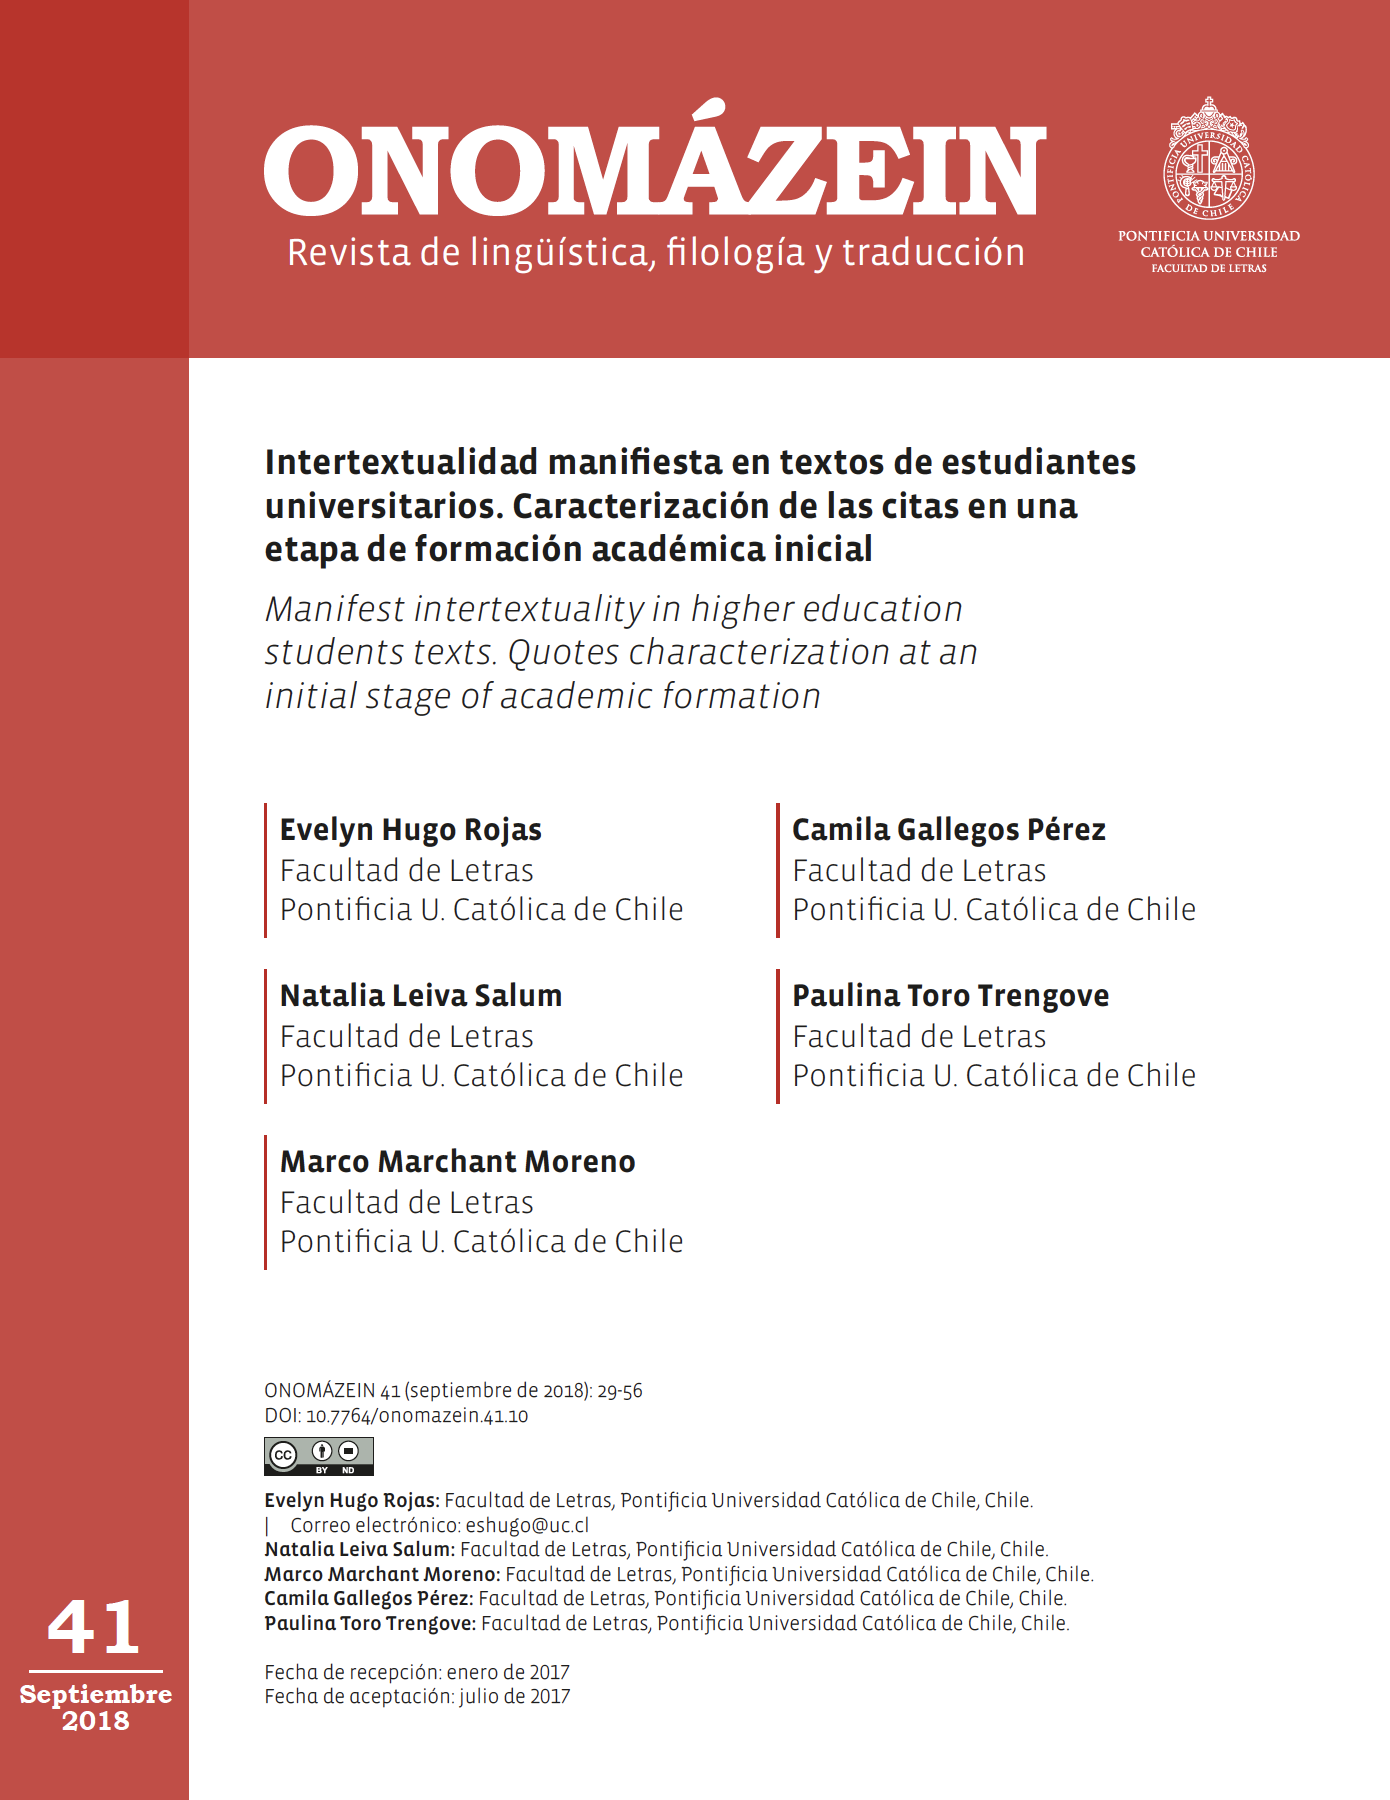 ONOMÁZEIN
Revista de lingüística, filología y traducción
PONTIFICIA UNIVERSIDAD CATÓLICA DE CHILE
PONTIFICIA UNIVERSIDAD
CATÓLICA DE CHILE
FACULTAD DE LETRAS
Intertextualidad manifiesta en textos de estudiantes
universitarios. Caracterización de las citas en una
etapa de formación académica inicial
Manifest intertextuality in higher education
students texts. Quotes characterization at an
initial stage of academic formation
Evelyn Hugo Rojas
Facultad de Letras
Pontificia U. Católica de Chile
Camila Gallegos Pérez
Facultad de Letras
Pontificia U. Católica de Chile
Natalia Leiva Salum
Facultad de Letras
Pontificia U. Católica de Chile
Paulina Toro Trengove
Facultad de Letras
Pontificia U. Católica de Chile
Marco Marchant Moreno
Facultad de Letras
Pontificia U. Católica de Chile
ONOMÁZEIN 41 (septiembre de 2018): 29-56
DOI: 10.7764/onomazein.41.10
CC BY ND
Evelyn Hugo Rojas: Facultad de Letras, Pontificia Universidad Católica de Chile, Chile.
| Correo electrónico: eshugo@uc.cl
Natalia Leiva Salum: Facultad de Letras, Pontificia Universidad Católica de Chile, Chile.
Marco Marchant Moreno: Facultad de Letras, Pontificia Universidad Católica de Chile, Chile.
Camila Gallegos Pérez: Facultad de Letras, Pontificia Universidad Católica de Chile, Chile.
Paulina Toro Trengove: Facultad de Letras, Pontificia Universidad Católica de Chile, Chile.
Fecha de recepción: enero de 2017
Fecha de aceptación: julio de 2017
41
Septiembre
2018